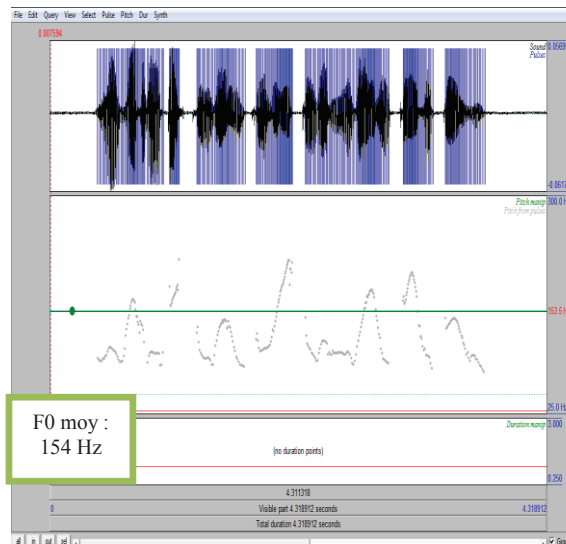 File Edit Query View Select Pulse Pitch Dur Synth
0.007594
Sound
Pulses
-0.0617
Pitch manip
Pitch from pulses
300.0 H
153.5 H
25.0 Hz
F0 moy :
154 Hz
Duration manip
3.000
(no duration points)
0.250
4.311318
0
Visible part 4.318912 seconds
4.318912
Total duration 4.318912 seconds
all
in
out
sel